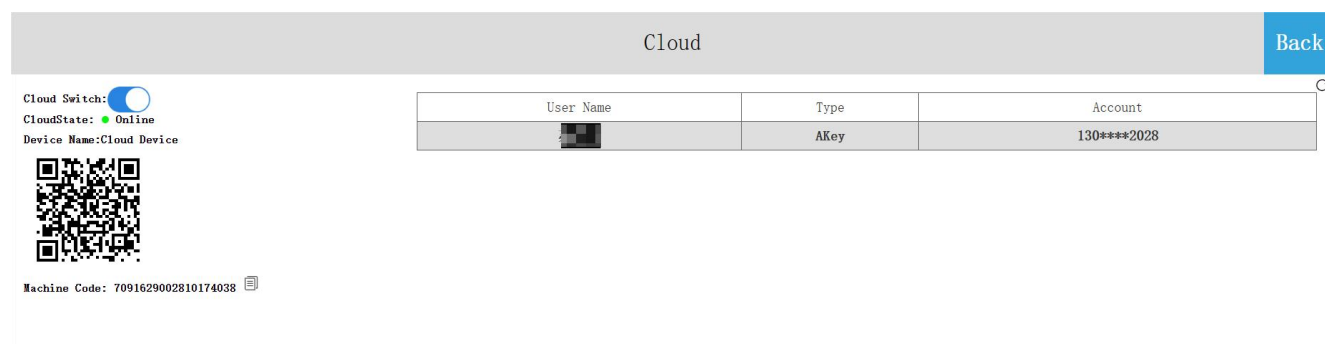 Cloud
Back
Cloud Switch:
CloudState: Online
Device Name:Cloud Device
Machine Code: 7091629002810174038
User Name Type Account
AKey 130****2028